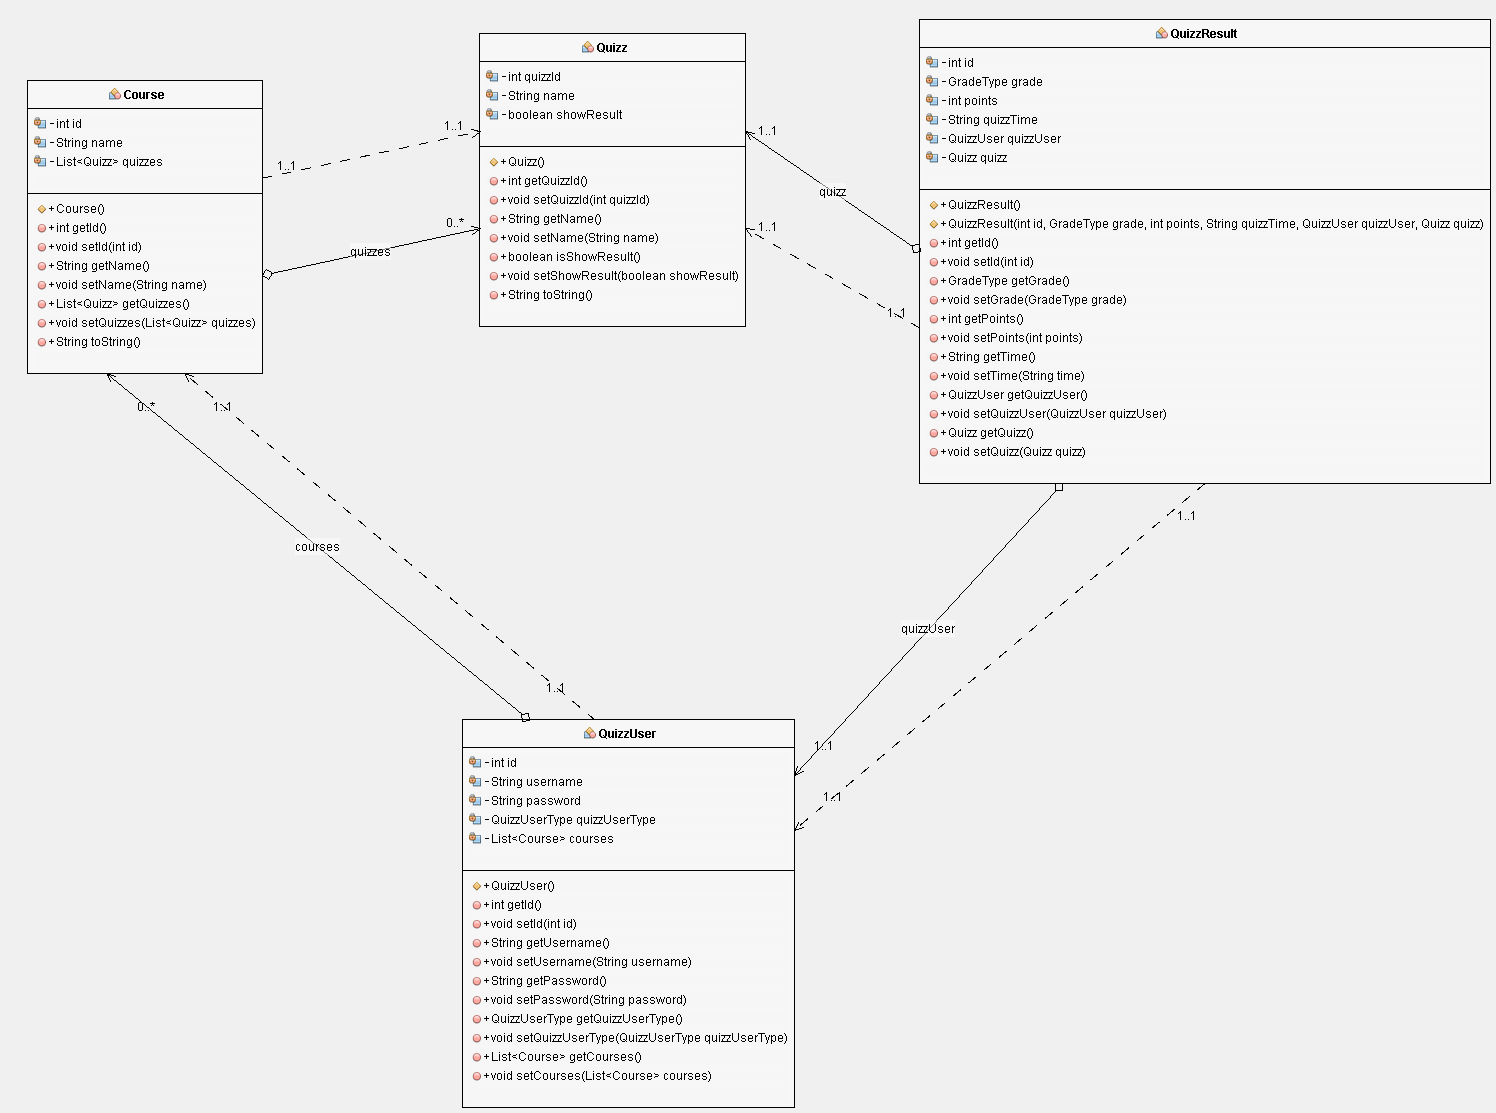 Course
- int id
- String name
- List<Quizz> quizzes
+ Course()
+ int getId()
+ void setId(int id)
+ String getName()
+ void setName(String name)
+ List<Quizz> getQuizzes()
+ void setQuizzes(List<Quizz> quizzes)
+ String toString()
1..1
1..1
quizzes
0..*
Quizz
- int quizzId
- String name
- boolean showResult
+ Quizz()
+ int getQuizzId()
+ void setQuizzId(int quizzId)
+ String getName()
+ void setName(String name)
+ boolean isShowResult()
+ void setShowResult(boolean showResult)
+ String toString()
1..1
quizz
1..1
1..1
QuizzResult
- int id
- GradeType grade
- int points
- String quizzTime
- QuizzUser quizzUser
- Quizz quizz
+ QuizzResult()
+ QuizzResult(int id, GradeType grade, int points, String quizzTime, QuizzUser quizzUser, Quizz quizz)
+ int getId()
+ void setId(int id)
+ GradeType getGrade()
+ void setGrade(GradeType grade)
+ int getPoints()
+ void setPoints(int points)
+ String getTime()
+ void setTime(String time)
+ QuizzUser getQuizzUser()
+ void setQuizzUser(QuizzUser quizzUser)
+ Quizz getQuizz()
+ void setQuizz(Quizz quizz)
0..*
1..1
courses
1..1
1..1
quizzUser
1..1
1..1
QuizzUser
- int id
- String username
- String password
- QuizzUserType quizzUserType
- List<Course> courses
+ QuizzUser()
+ int getId()
+ void setId(int id)
+ String getUsername()
+ void setUsername(String username)
+ String getPassword()
+ void setPassword(String password)
+ QuizzUserType getQuizzUserType()
+ void setQuizzUserType(QuizzUserType quizzUserType)
+ List<Course> getCourses()
+ void setCourses(List<Course> courses)